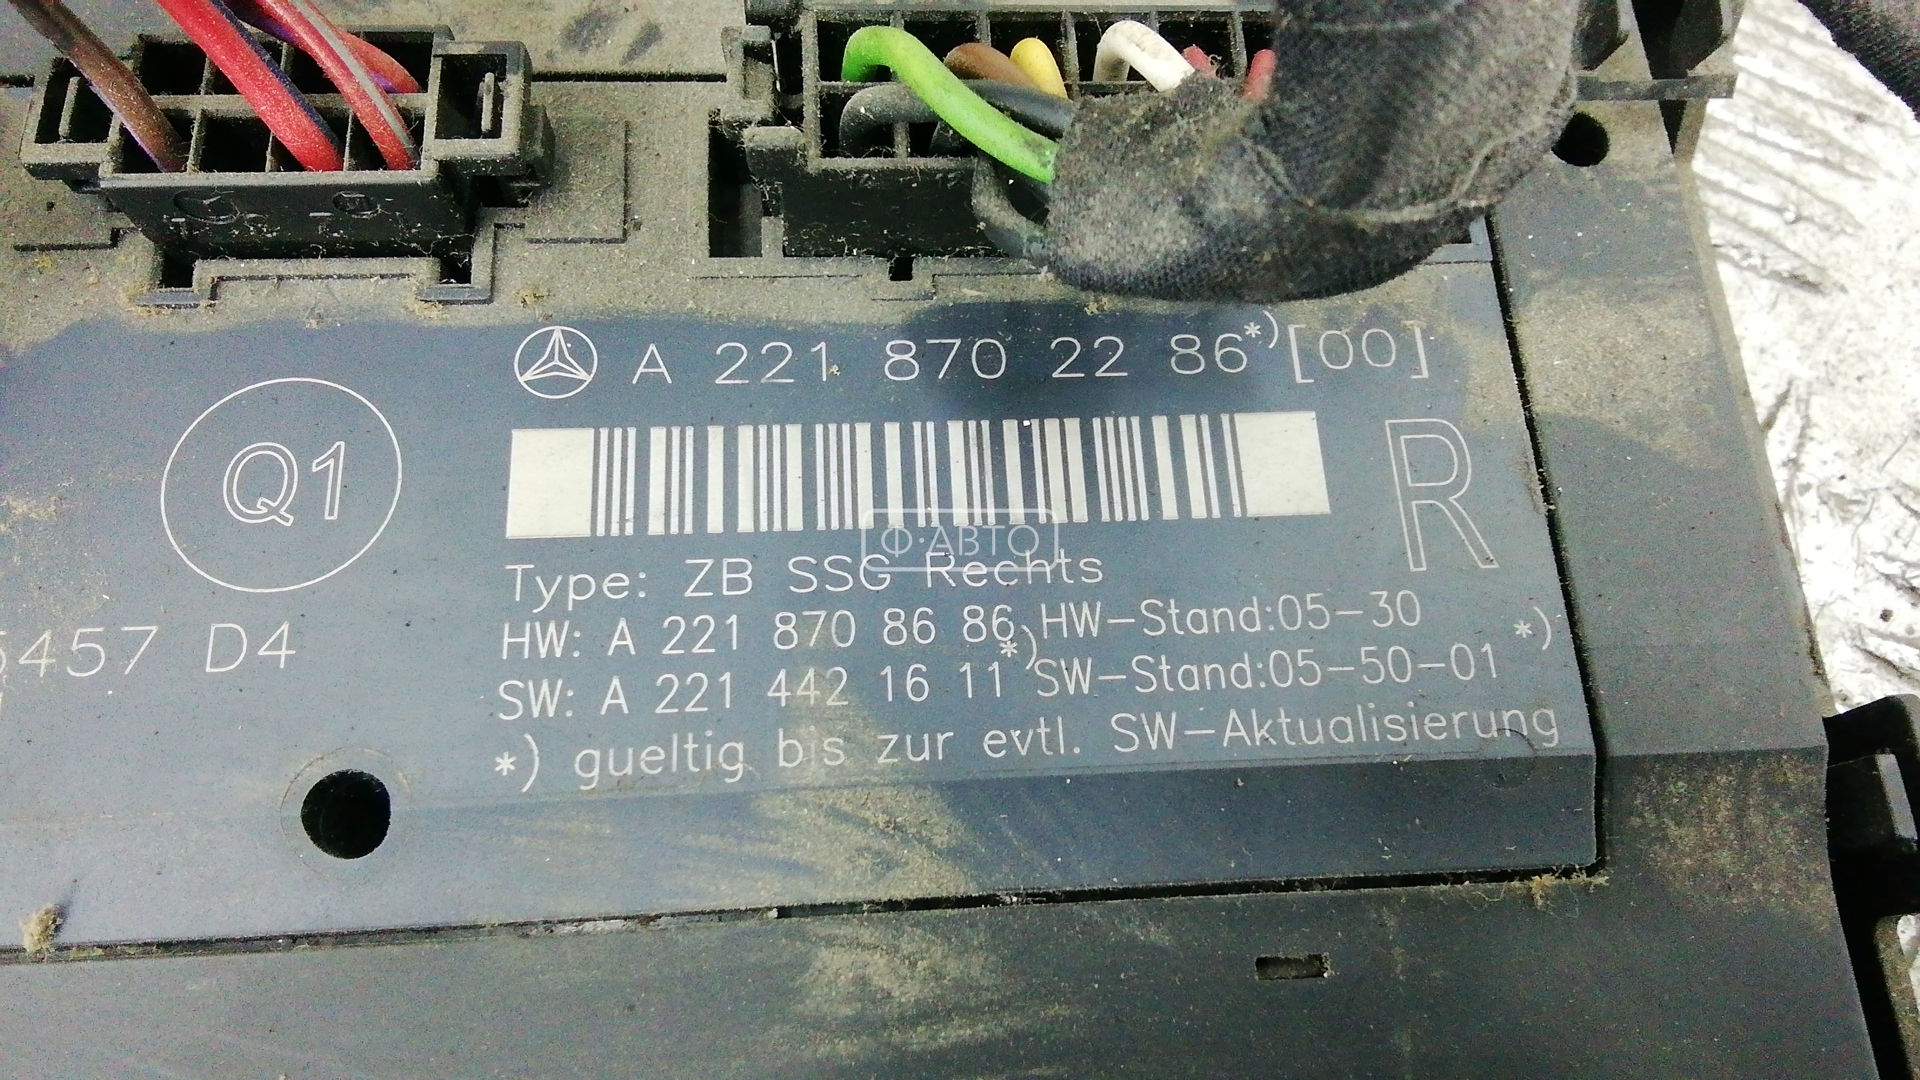 A 221 870 22 86*) [00]
Q1
R
Ф·АВТО
Type: ZB SSG Rechts
HW: A 221 870 86 86 HW-Stand:05-30
5457 D4
SW: A 221 442 16 11*) SW-Stand:05-50-01 *)
*) gueltig bis zur evtl. SW-Aktualisierung